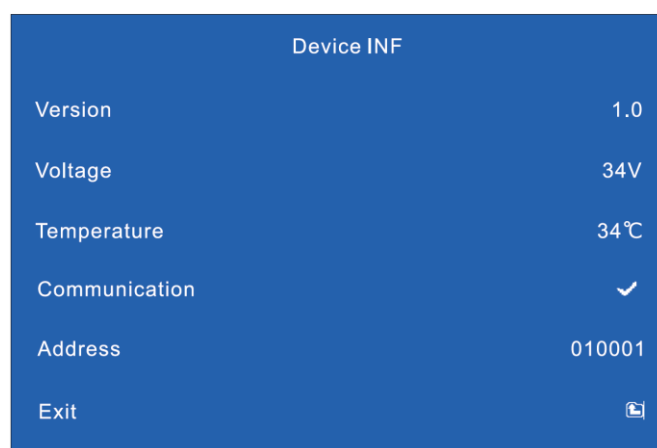 Device INF
Version 1.0
Voltage 34V
Temperature 34℃
Communication ✓
Address 010001
Exit